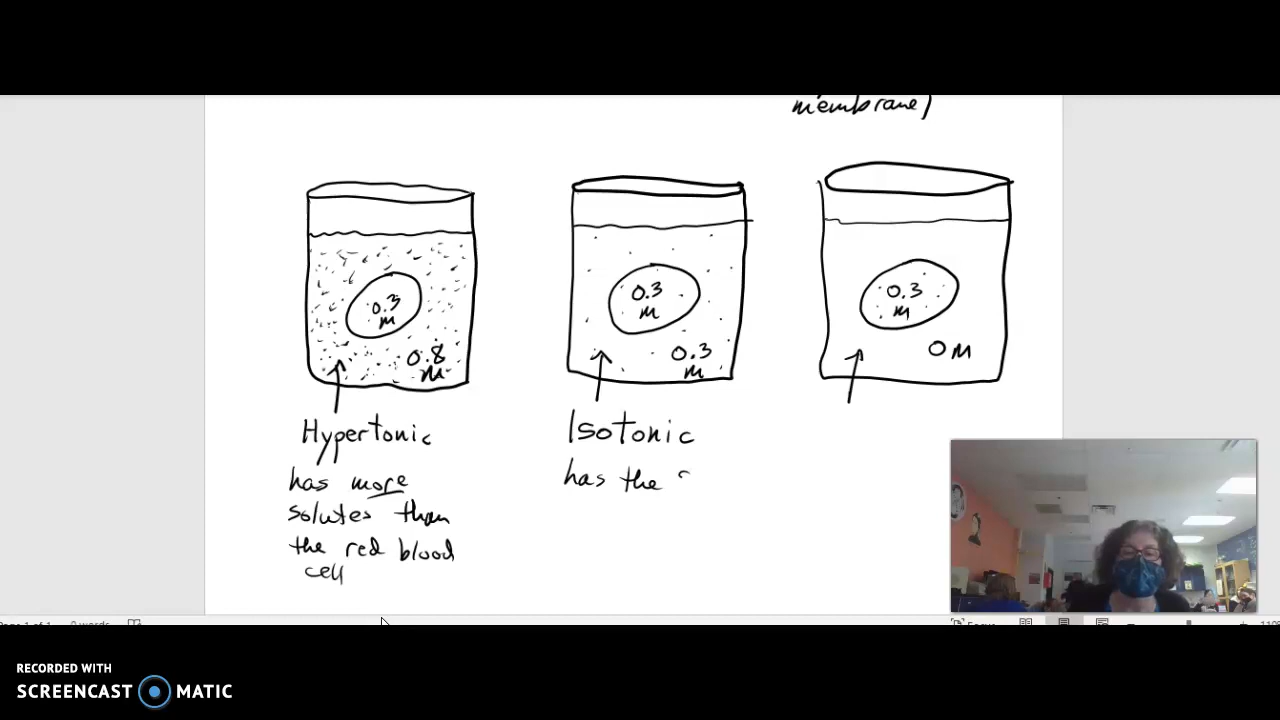 membrane)
0.3
M
0.8
M
0.3
M
0.3
M
0.3
M
0 M
Hypertonic
has more
solutes than
the red blood
cell
Isotonic
has the
RECORDED WITH
SCREENCAST MATIC